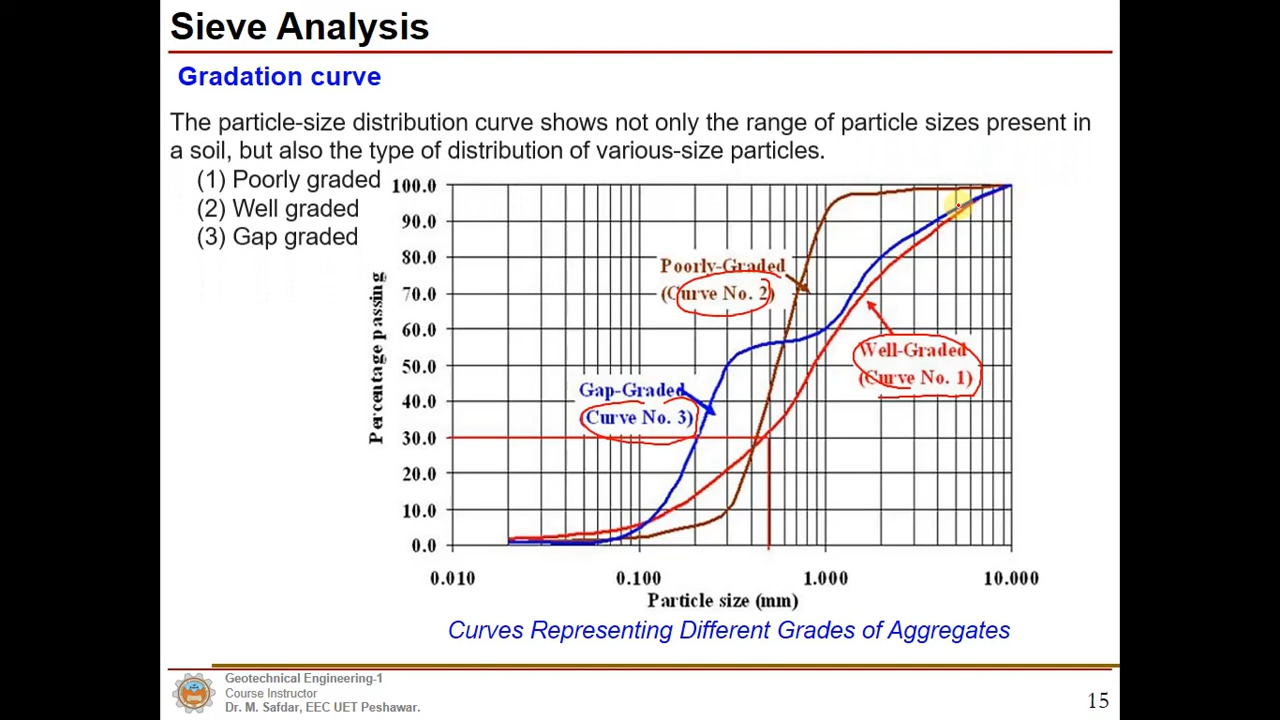 Sieve Analysis
Gradation curve
The particle-size distribution curve shows not only the range of particle sizes present in
a soil, but also the type of distribution of various-size particles.
(1) Poorly graded
(2) Well graded
(3) Gap graded
100.0
90.0
80.0
70.0
60.0
50.0
40.0
30.0
20.0
10.0
0.0
Percentage passing
Poorly-Graded
(Curve No. 2)
Well-Graded
(Curve No. 1)
Gap-Graded
(Curve No. 3)
0.010
0.100
1.000
10.000
Particle size (mm)
Curves Representing Different Grades of Aggregates
Geotechnical Engineering-1
Course Instructor
Dr. M. Safdar, EEC UET Peshawar.
15